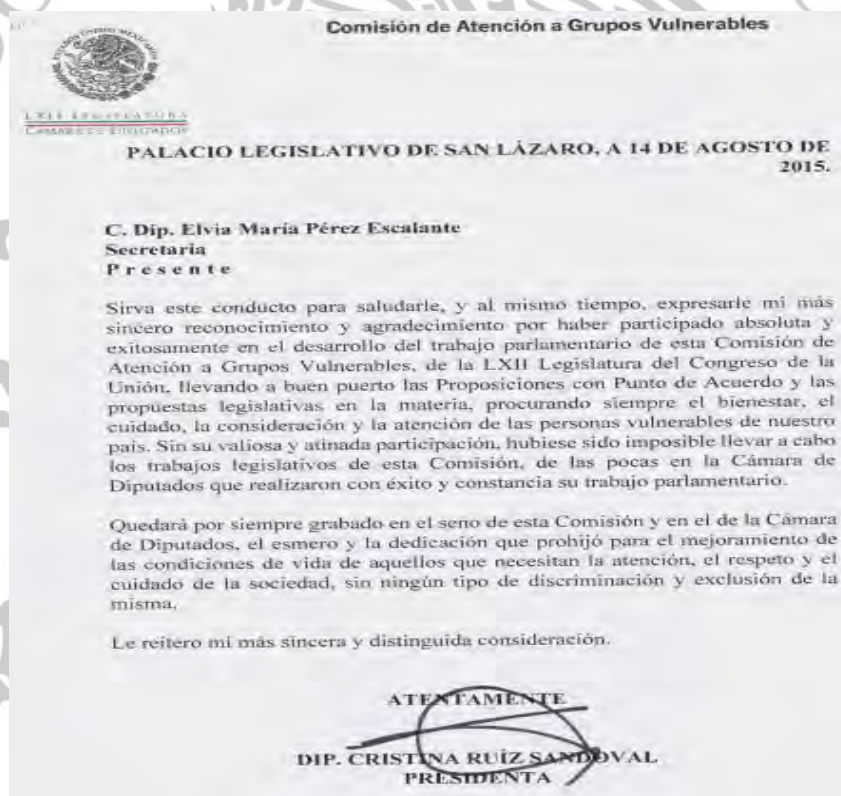 Comisión de Atención a Grupos Vulnerables
ESTADOS UNIDOS MEXICANOS
LXII LEGISLATURA
CÁMARA DE DIPUTADOS
PALACIO LEGISLATIVO DE SAN LÁZARO, A 14 DE AGOSTO DE
2015.
C. Dip. Elvia María Pérez Escalante
Secretaria
P r e s e n t e
Sirva este conducto para saludarle, y al mismo tiempo, expresarle mi más
sincero reconocimiento y agradecimiento por haber participado absoluta y
exitosamente en el desarrollo del trabajo parlamentario de esta Comisión de
Atención a Grupos Vulnerables, de la LXII Legislatura del Congreso de la
Unión, llevando a buen puerto las Proposiciones con Punto de Acuerdo y las
propuestas legislativas en la materia, procurando siempre el bienestar, el
cuidado, la consideración y la atención de las personas vulnerables de nuestro
país. Sin su valiosa y atinada participación, hubiese sido imposible llevar a cabo
los trabajos legislativos de esta Comisión, de las pocas en la Cámara de
Diputados que realizaron con éxito y constancia su trabajo parlamentario.
Quedará por siempre grabado en el seno de esta Comisión y en el de la Cámara
de Diputados, el esmero y la dedicación que prohijó para el mejoramiento de
las condiciones de vida de aquellos que necesitan la atención, el respeto y el
cuidado de la sociedad, sin ningún tipo de discriminación y exclusión de la
misma.
Le reitero mi más sincera y distinguida consideración.
ATENTAMENTE
DIP. CRISTINA RUÍZ SANDOVAL
PRESIDENTA